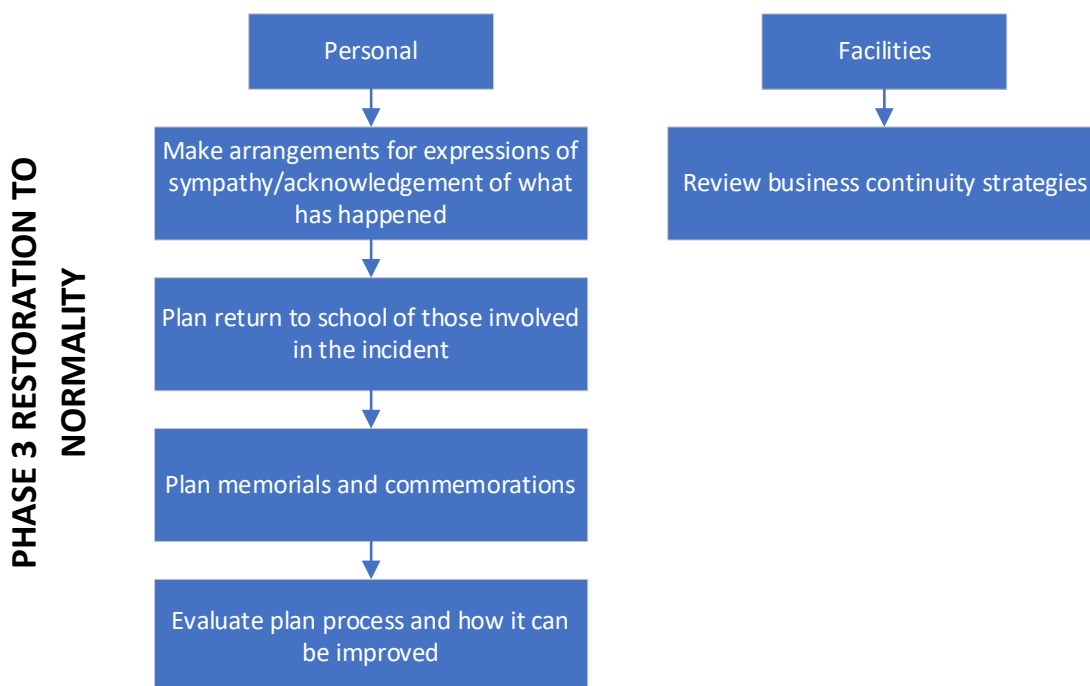 PHASE 3 RESTORATION TO
NORMALITY
Personal
Make arrangements for expressions of
sympathy/acknowledgement of what
has happened
Plan return to school of those involved
in the incident
Plan memorials and commemorations
Evaluate plan process and how it can
be improved
Facilities
Review business continuity strategies